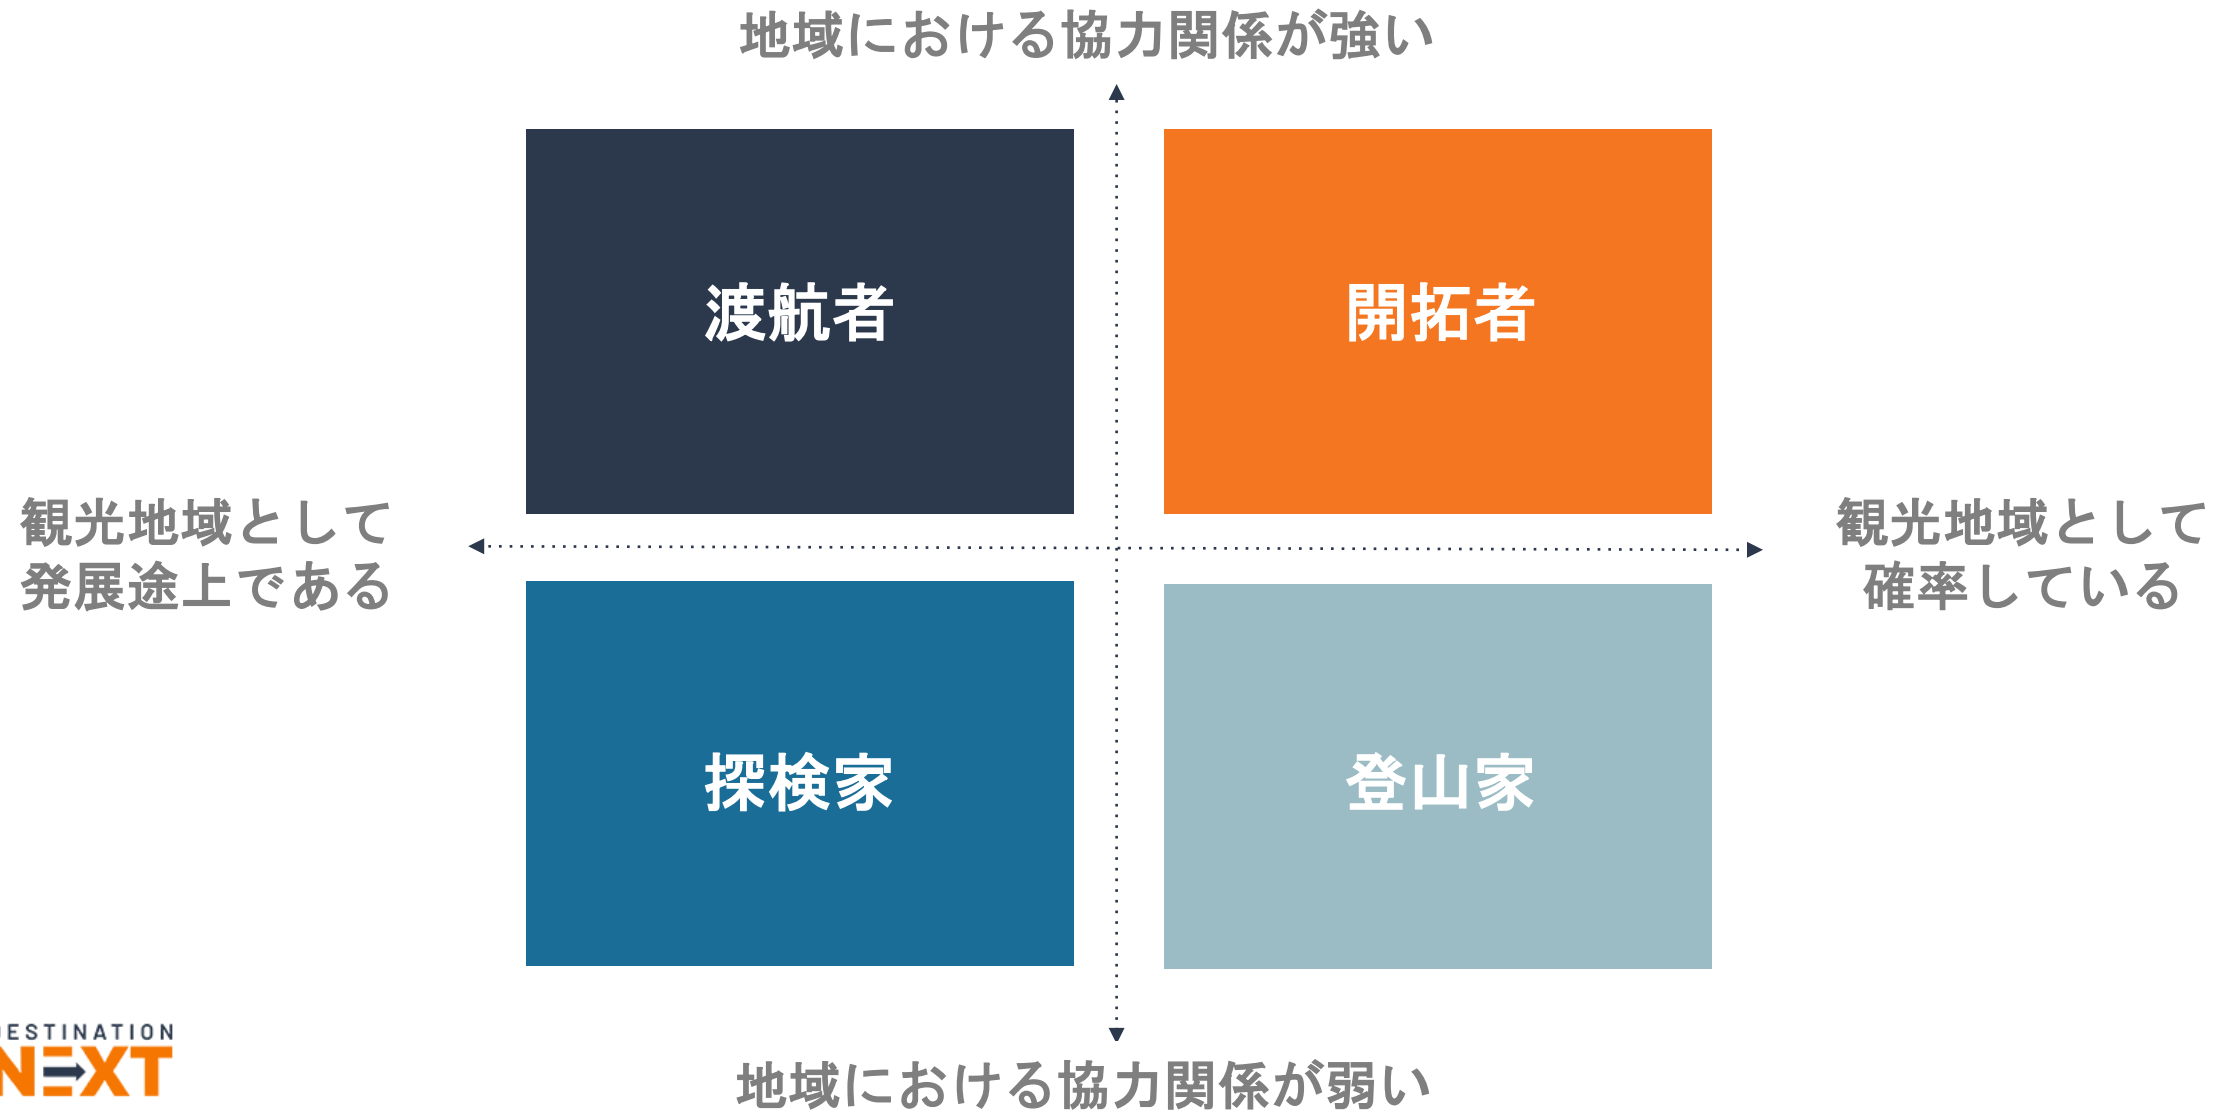 地域における協力関係が強い
渡航者
開拓者
観光地域として
発展途上である
観光地域として
確率している
探検家
登山家
地域における協力関係が弱い
DESTINATION
NEXT